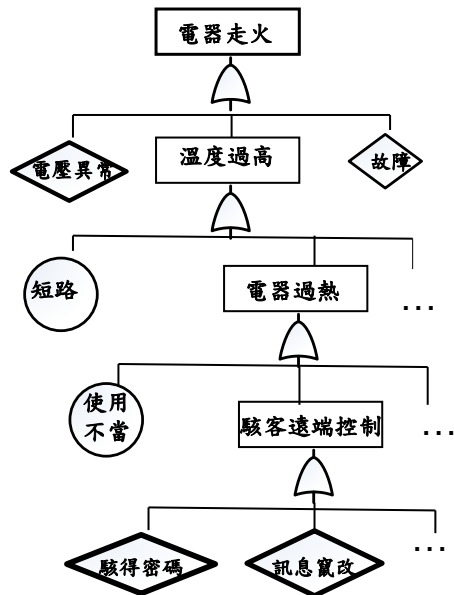 電器走火
電壓異常
溫度過高
故障
短路
電器過熱
...
使用
不當
駭客遠端控制
...
駭得密碼
訊息竄改
...